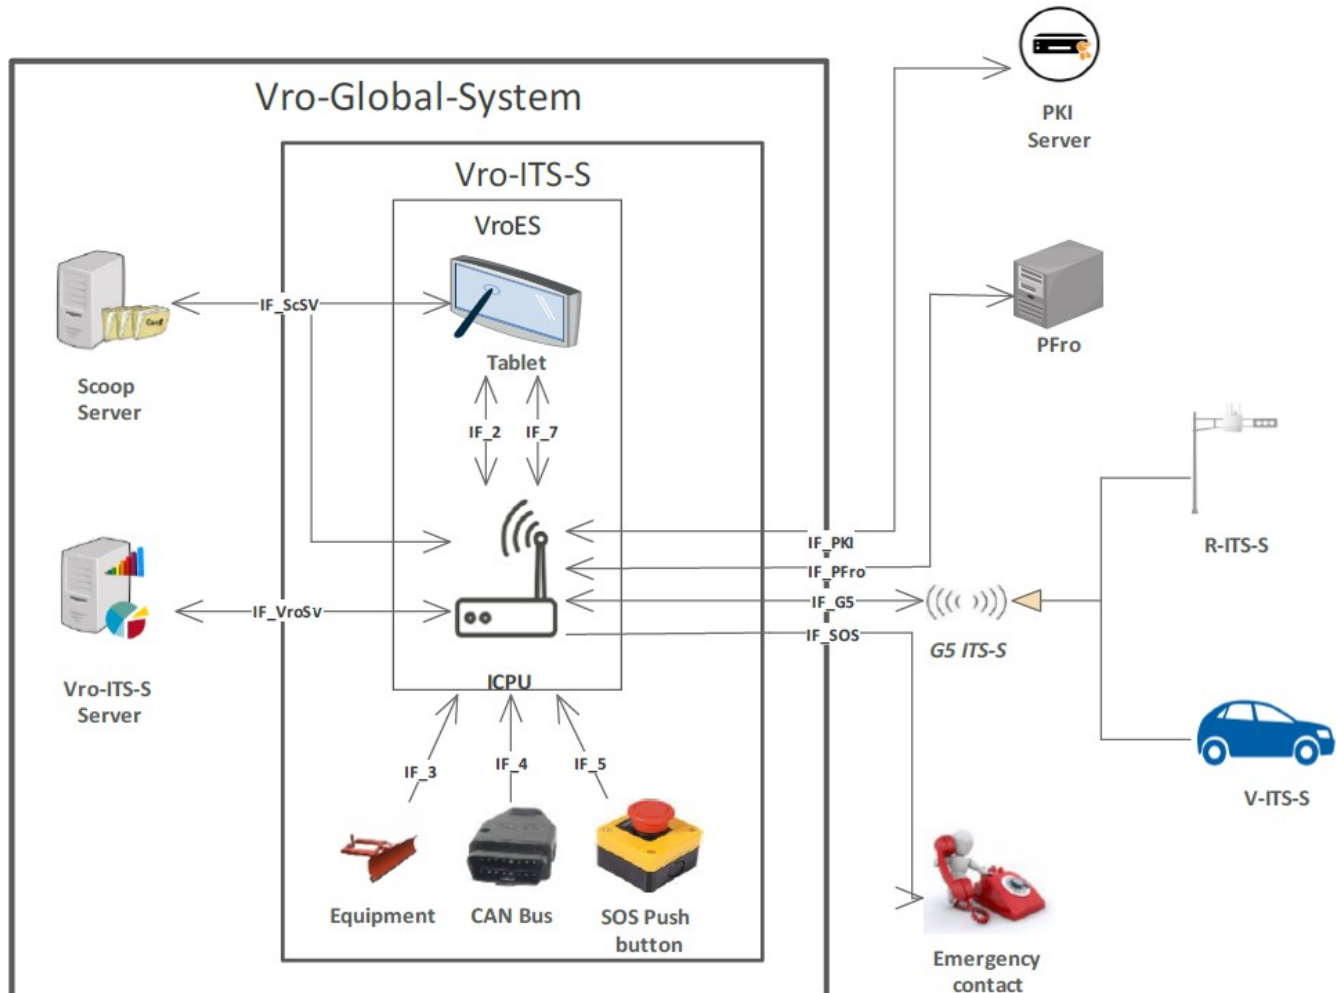 Vro-Global-System
PKI
Server
Vro-ITS-S
VroES
IF_ScSV
Scoop
Server
Tablet
PFro
IF_2
IF_7
R-ITS-S
IF_PKI
IF_PFro
IF_G5
IF_VroSv
IF_SOS
G5 ITS-S
Vro-ITS-S
Server
ICPU
IF_3
IF_4
IF_5
V-ITS-S
Equipment
CAN Bus
SOS Push
button
Emergency
contact